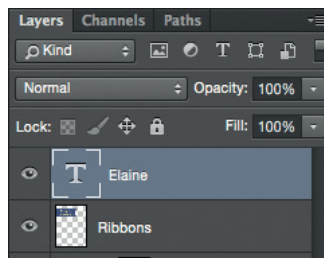 Layers Channels Paths
Kind T
Normal Opacity: 100%
Lock: Fill: 100%
T Elaine
Ribbons